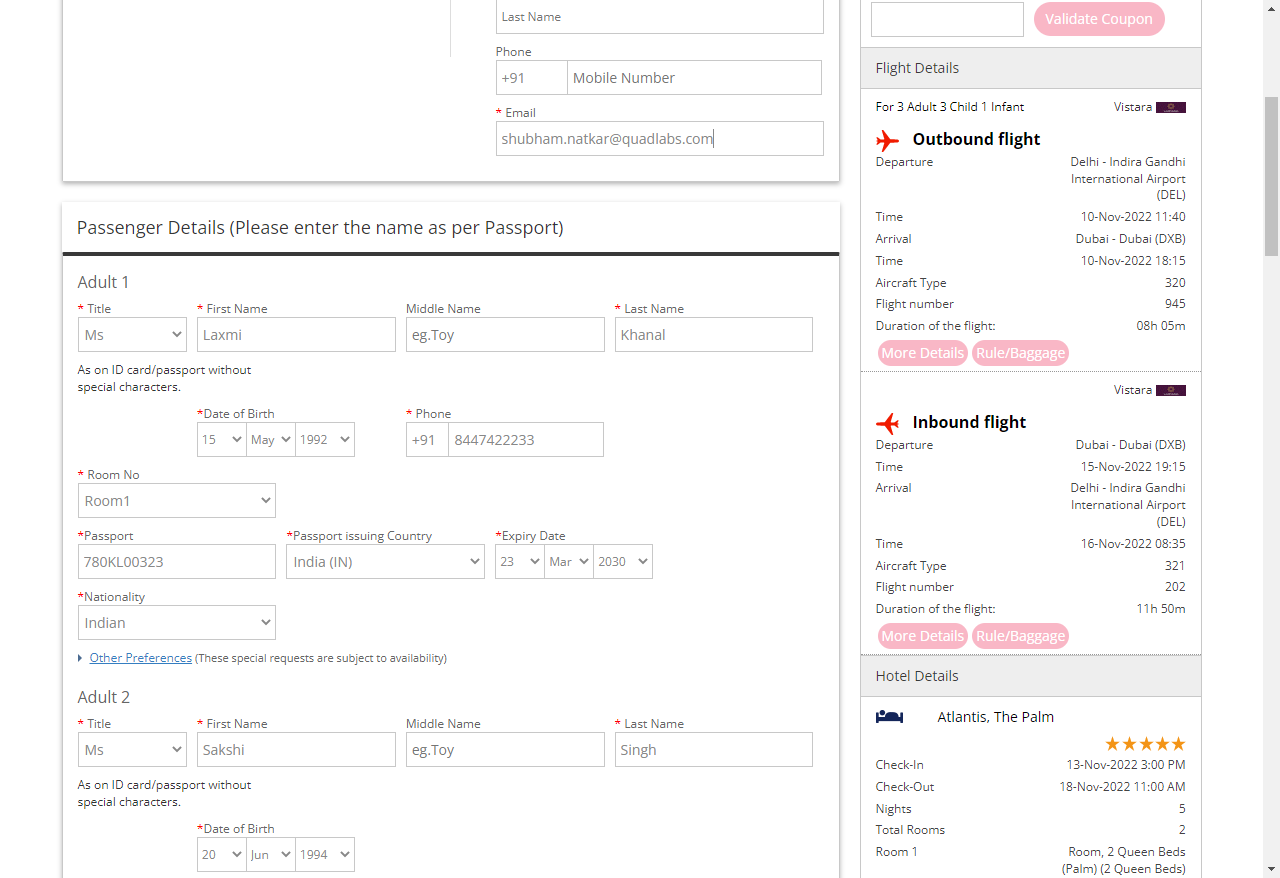 Last Name
Phone
+91 Mobile Number
* Email
shubham.natkar@quadlabs.com
Passenger Details (Please enter the name as per Passport)
Adult 1
* Title * First Name Middle Name * Last Name
Ms Laxmi eg.Toy Khanal
As on ID card/passport without
special characters.
*Date of Birth * Phone
15 May 1992 +91 8447422233
* Room No
Room1
*Passport *Passport issuing Country *Expiry Date
780KL00323 India (IN) 23 Mar 2030
*Nationality
Indian
Other Preferences (These special requests are subject to availability)
Adult 2
* Title * First Name Middle Name * Last Name
Ms Sakshi eg.Toy Singh
As on ID card/passport without
special characters.
*Date of Birth
20 Jun 1994
Validate Coupon
Flight Details
For 3 Adult 3 Child 1 Infant Vistara
Outbound flight
Departure Delhi - Indira Gandhi
International Airport
(DEL)
Time 10-Nov-2022 11:40
Arrival Dubai - Dubai (DXB)
Time 10-Nov-2022 18:15
Aircraft Type 320
Flight number 945
Duration of the flight: 08h 05m
More Details Rule/Baggage
Vistara
Inbound flight
Departure Dubai - Dubai (DXB)
Time 15-Nov-2022 19:15
Arrival Delhi - Indira Gandhi
International Airport
(DEL)
Time 16-Nov-2022 08:35
Aircraft Type 321
Flight number 202
Duration of the flight: 11h 50m
More Details Rule/Baggage
Hotel Details
Atlantis, The Palm
Check-In 13-Nov-2022 3:00 PM
Check-Out 18-Nov-2022 11:00 AM
Nights 5
Total Rooms 2
Room 1 Room, 2 Queen Beds
(Palm) (2 Queen Beds)